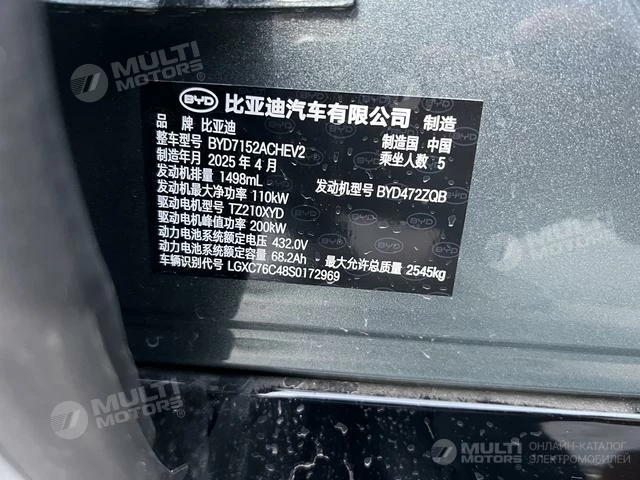 BYD 比亚迪汽车有限公司 制造
品 牌 比亚迪 制造国 中国
整车型号 BYD7152ACHEV2 乘坐人数 5
制造年月 2025 年 4 月
发动机排量 1498mL 发动机型号 BYD472ZQB
发动机最大净功率 110kW
驱动电机型号 TZ210XYD
驱动电机峰值功率 200kW
动力电池系统额定电压 432.0V
动力电池系统额定容量 68.2Ah 最大允许总质量 2545kg
车辆识别代号 LGXC76C48S0172969
MULTI MOTORS
MULTI MOTORS
MULTI MOTORS
MULTI MOTORS
MULTI MOTORS
ОНЛАЙН-КАТАЛОГ
ЭЛЕКТРОМОБИЛЕЙ